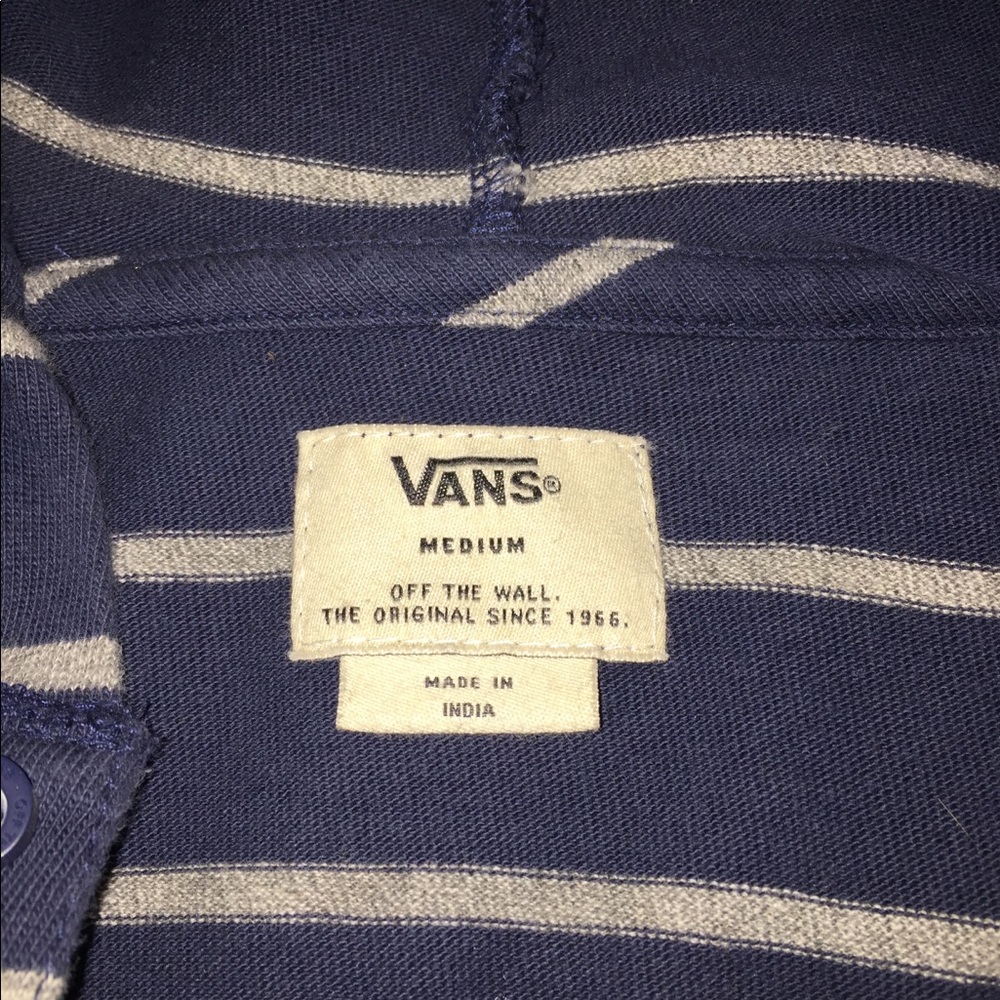 VANS®
MEDIUM
OFF THE WALL.
THE ORIGINAL SINCE 1966.
MADE IN
INDIA